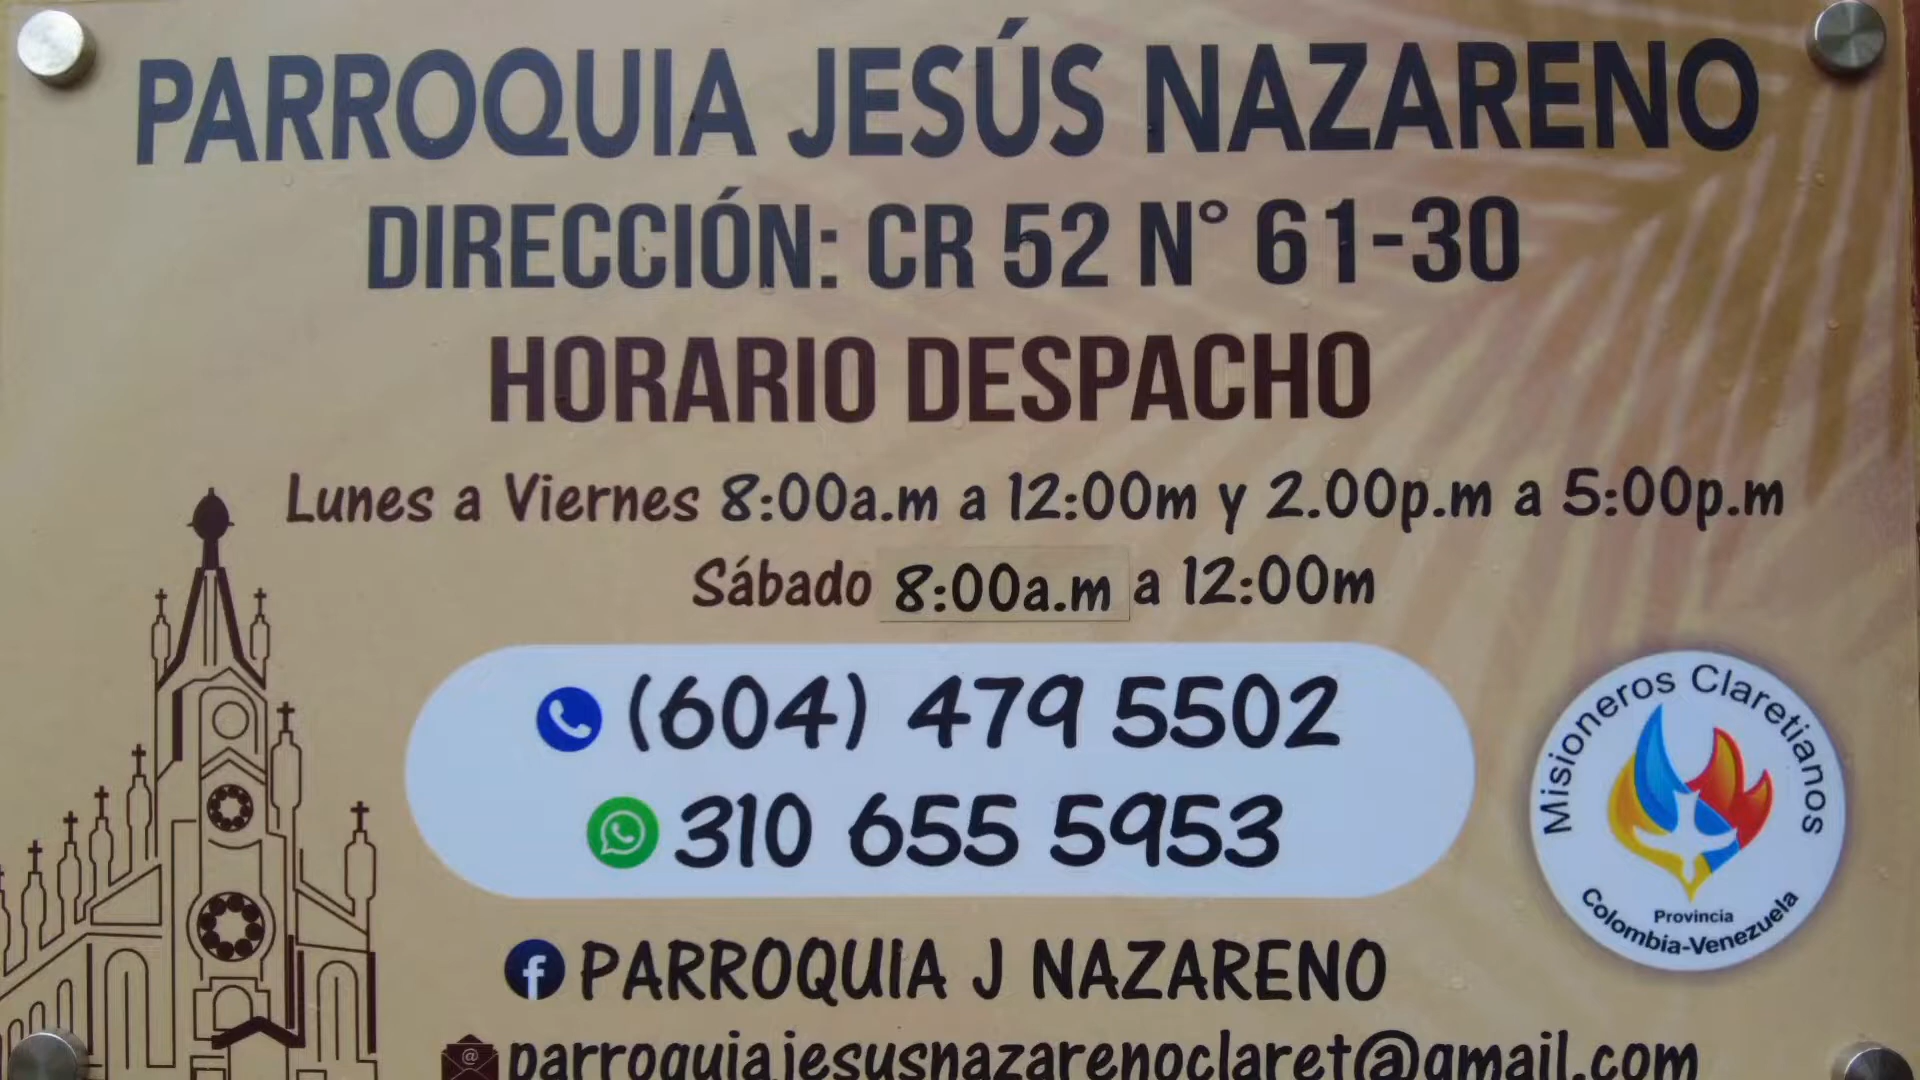 PARROQUIA JESÚS NAZARENO
DIRECCIÓN: CR 52 N° 61-30
HORARIO DESPACHO
Lunes a Viernes 8:00a.m a 12:00m y 2.00p.m a 5:00p.m
Sábado 8:00a.m a 12:00m
(604) 479 5502
310 655 5953
Misioneros Claretianos
Provincia
Colombia-Venezuela
f PARROQUIA J NAZARENO
@ parroquiajesusnazarenoclaret@gmail.com